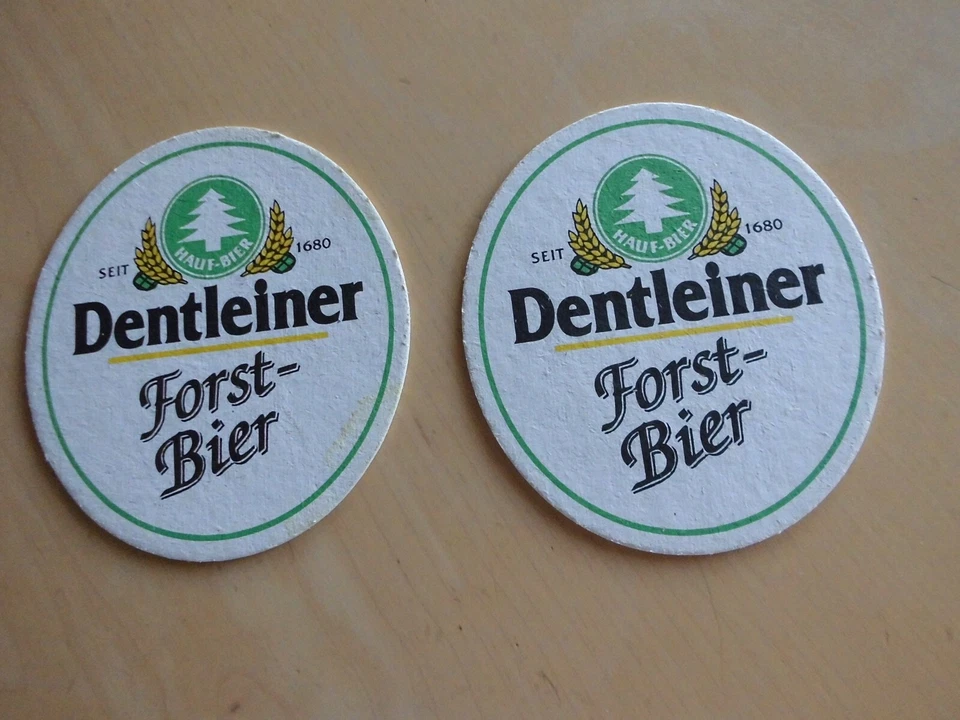 HAUF-BIER
SEIT 1680
Dentleiner
Forst-
Bier
HAUF-BIER
SEIT 1680
Dentleiner
Forst-
Bier